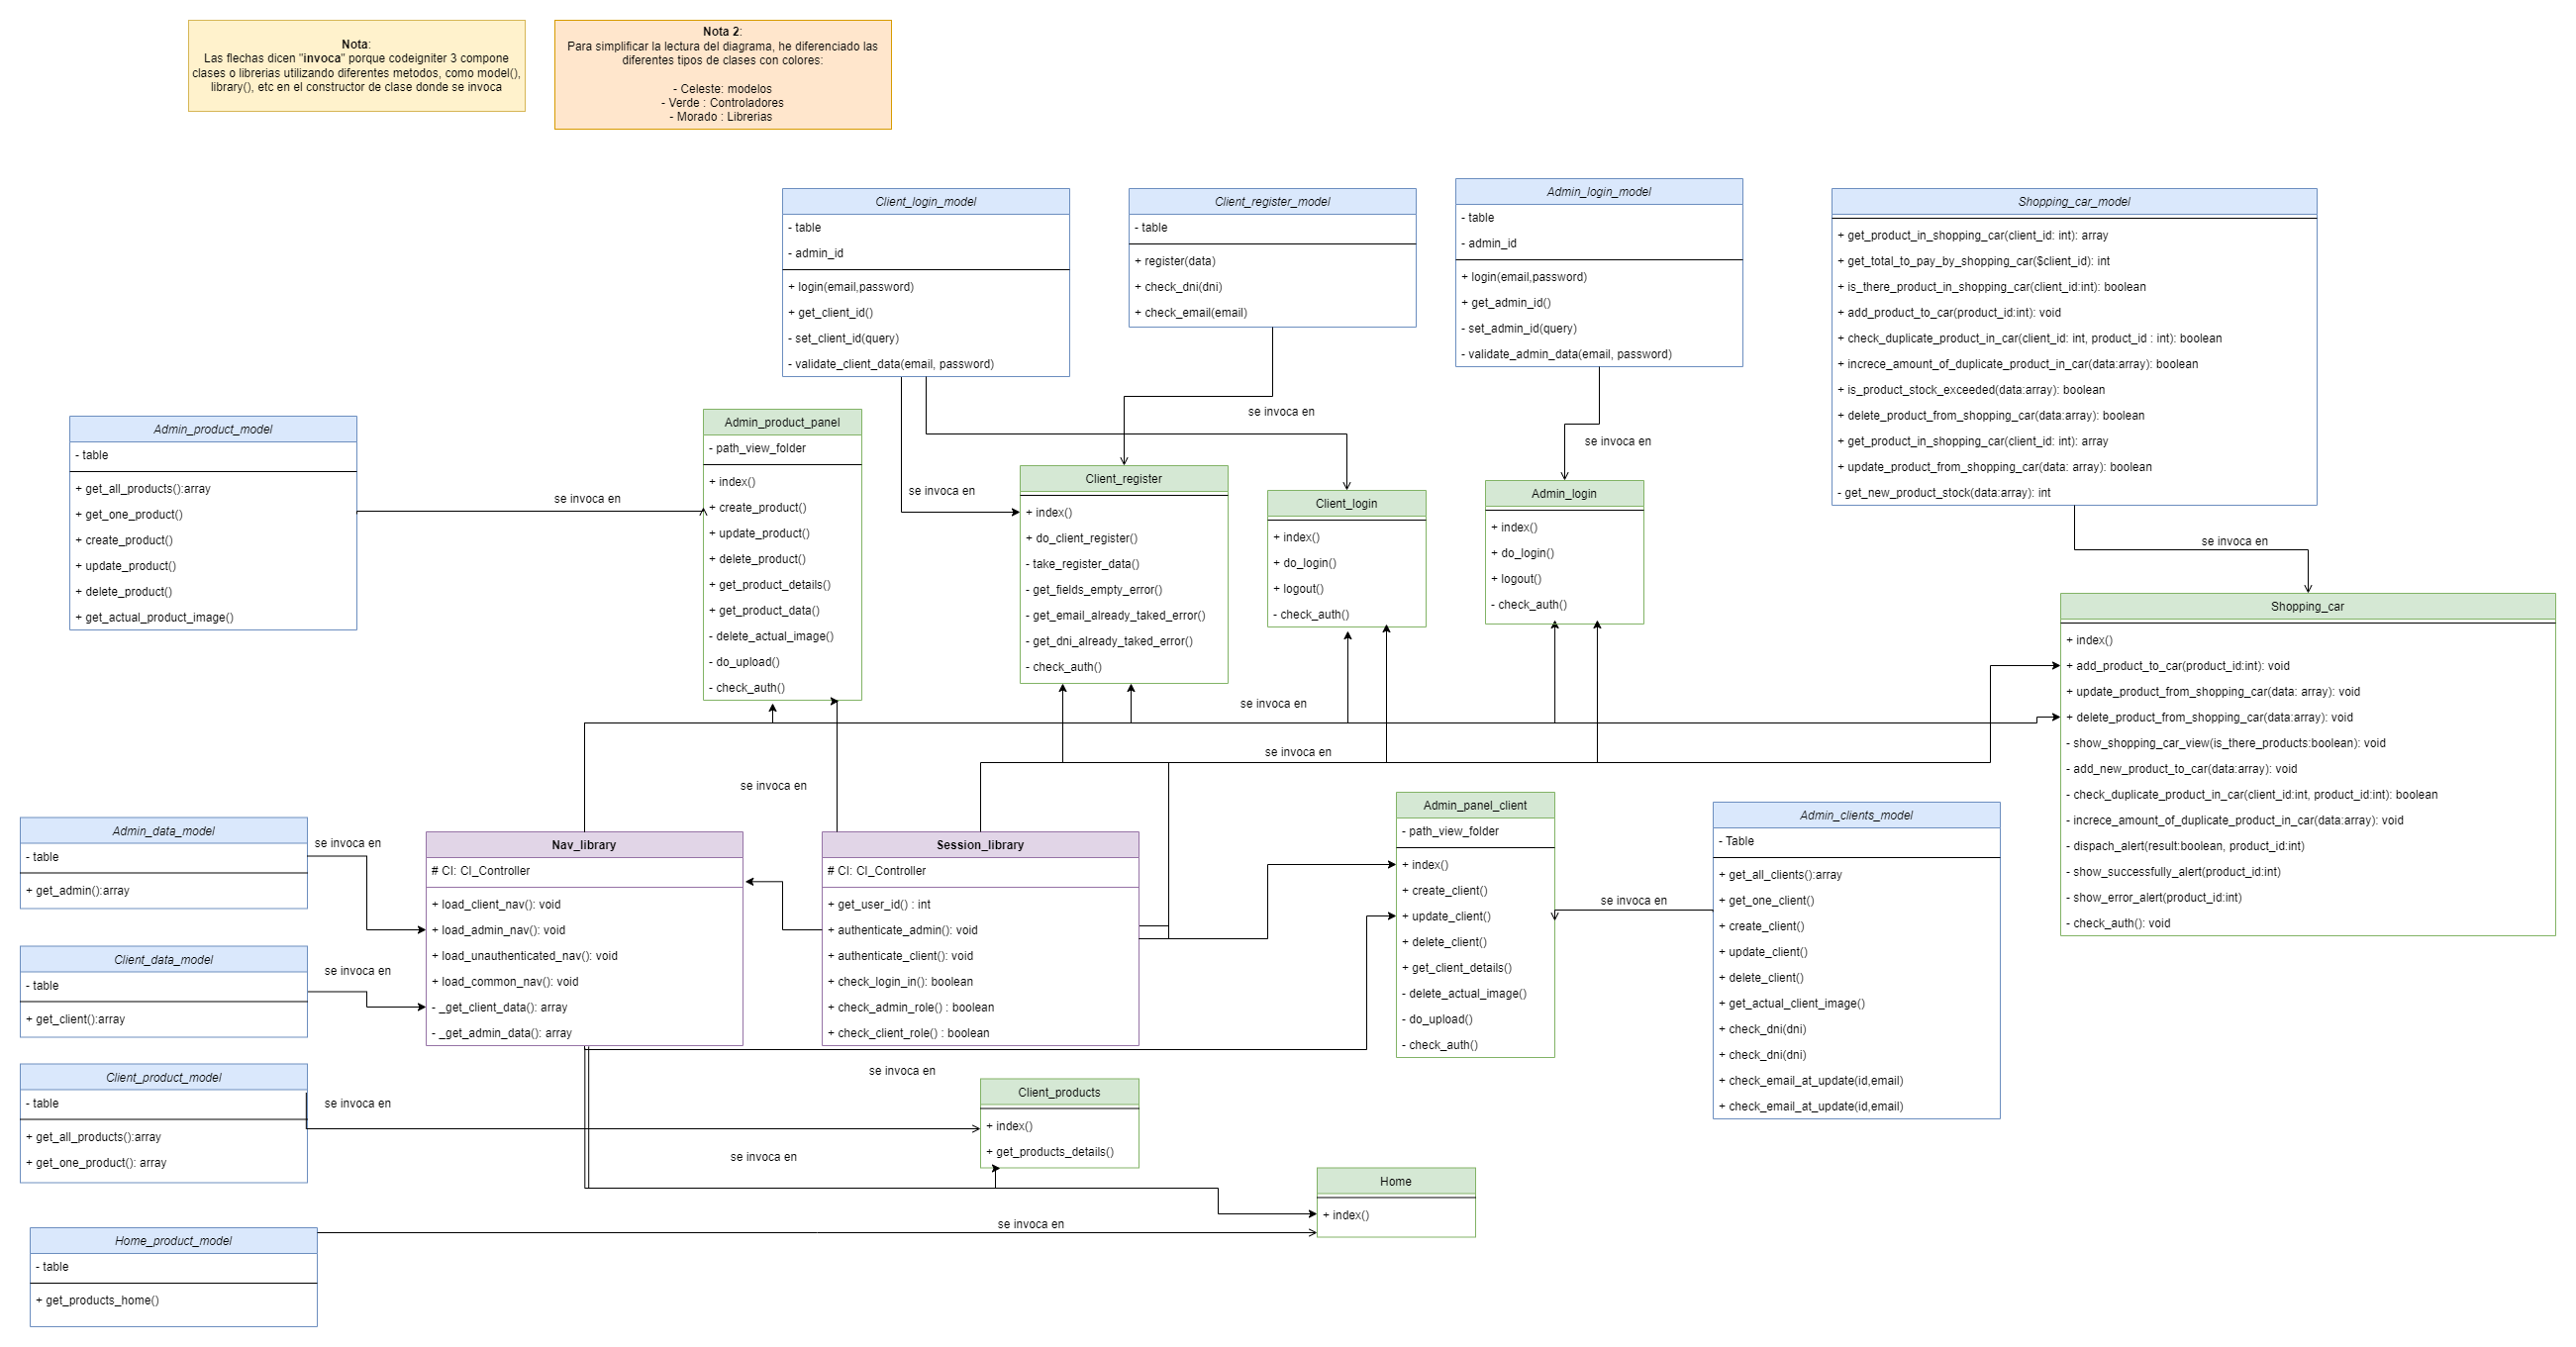 Nota:
Las flechas dicen "invoca" porque codeigniter 3 compone
clases o librerias utilizando diferentes metodos, como model(),
library(), etc en el constructor de clase donde se invoca
Nota 2:
Para simplificar la lectura del diagrama, he diferenciado las
diferentes tipos de clases con colores:
- Celeste: modelos
- Verde : Controladores
- Morado : Librerias
Client_login_model
- table
- admin_id
+ login(email,password)
+ get_client_id()
- set_client_id(query)
- validate_client_data(email, password)
Client_register_model
- table
+ register(data)
+ check_dni(dni)
+ check_email(email)
Admin_login_model
- table
- admin_id
+ login(email,password)
+ get_admin_id()
- set_admin_id(query)
- validate_admin_data(email, password)
Shopping_car_model
+ get_product_in_shopping_car(client_id: int): array
+ get_total_to_pay_by_shopping_car($client_id): int
+ is_there_product_in_shopping_car(client_id:int): boolean
+ add_product_to_car(product_id:int): void
+ check_duplicate_product_in_car(client_id: int, product_id : int): boolean
+ increce_amount_of_duplicate_product_in_car(data:array): boolean
+ is_product_stock_exceeded(data:array): boolean
+ delete_product_from_shopping_car(data:array): boolean
+ get_product_in_shopping_car(client_id: int): array
+ update_product_from_shopping_car(data: array): boolean
- get_new_product_stock(data:array): int
Admin_product_model
- table
+ get_all_products():array
+ get_one_product()
+ create_product()
+ update_product()
+ delete_product()
+ get_actual_product_image()
se invoca en
Admin_product_panel
- path_view_folder
+ index()
+ create_product()
+ update_product()
+ delete_product()
+ get_product_details()
+ get_product_data()
- delete_actual_image()
- do_upload()
- check_auth()
se invoca en
se invoca en
Client_register
+ index()
+ do_client_register()
- take_register_data()
- get_fields_empty_error()
- get_email_already_taked_error()
- get_dni_already_taked_error()
- check_auth()
Client_login
+ index()
+ do_login()
+ logout()
- check_auth()
se invoca en
Admin_login
+ index()
+ do_login()
+ logout()
- check_auth()
se invoca en
Shopping_car
+ index()
+ add_product_to_car(product_id:int): void
+ update_product_from_shopping_car(data: array): void
+ delete_product_from_shopping_car(data:array): void
- show_shopping_car_view(is_there_products:boolean): void
- add_new_product_to_car(data:array): void
- check_duplicate_product_in_car(client_id:int, product_id:int): boolean
- increce_amount_of_duplicate_product_in_car(data:array): void
- dispach_alert(result:boolean, product_id:int)
- show_successfully_alert(product_id:int)
- show_error_alert(product_id:int)
- check_auth(): void
se invoca en
se invoca en
se invoca en
Admin_data_model
- table
+ get_admin():array
se invoca en
Client_data_model
- table
+ get_client():array
se invoca en
Nav_library
# CI: CI_Controller
+ load_client_nav(): void
+ load_admin_nav(): void
+ load_unauthenticated_nav(): void
+ load_common_nav(): void
- _get_client_data(): array
- _get_admin_data(): array
Session_library
# CI: CI_Controller
+ get_user_id() : int
+ authenticate_admin(): void
+ authenticate_client(): void
+ check_login_in(): boolean
+ check_admin_role() : boolean
+ check_client_role() : boolean
Admin_panel_client
- path_view_folder
+ index()
+ create_client()
+ update_client()
+ delete_client()
+ get_client_details()
- delete_actual_image()
- do_upload()
- check_auth()
se invoca en
Admin_clients_model
- Table
+ get_all_clients():array
+ get_one_client()
+ create_client()
+ update_client()
+ delete_client()
+ get_actual_client_image()
+ check_dni(dni)
+ check_dni(dni)
+ check_email_at_update(id,email)
+ check_email_at_update(id,email)
Client_product_model
- table
+ get_all_products():array
+ get_one_product(): array
se invoca en
se invoca en
Client_products
+ index()
+ get_products_details()
se invoca en
Home
+ index()
se invoca en
Home_product_model
- table
+ get_products_home()